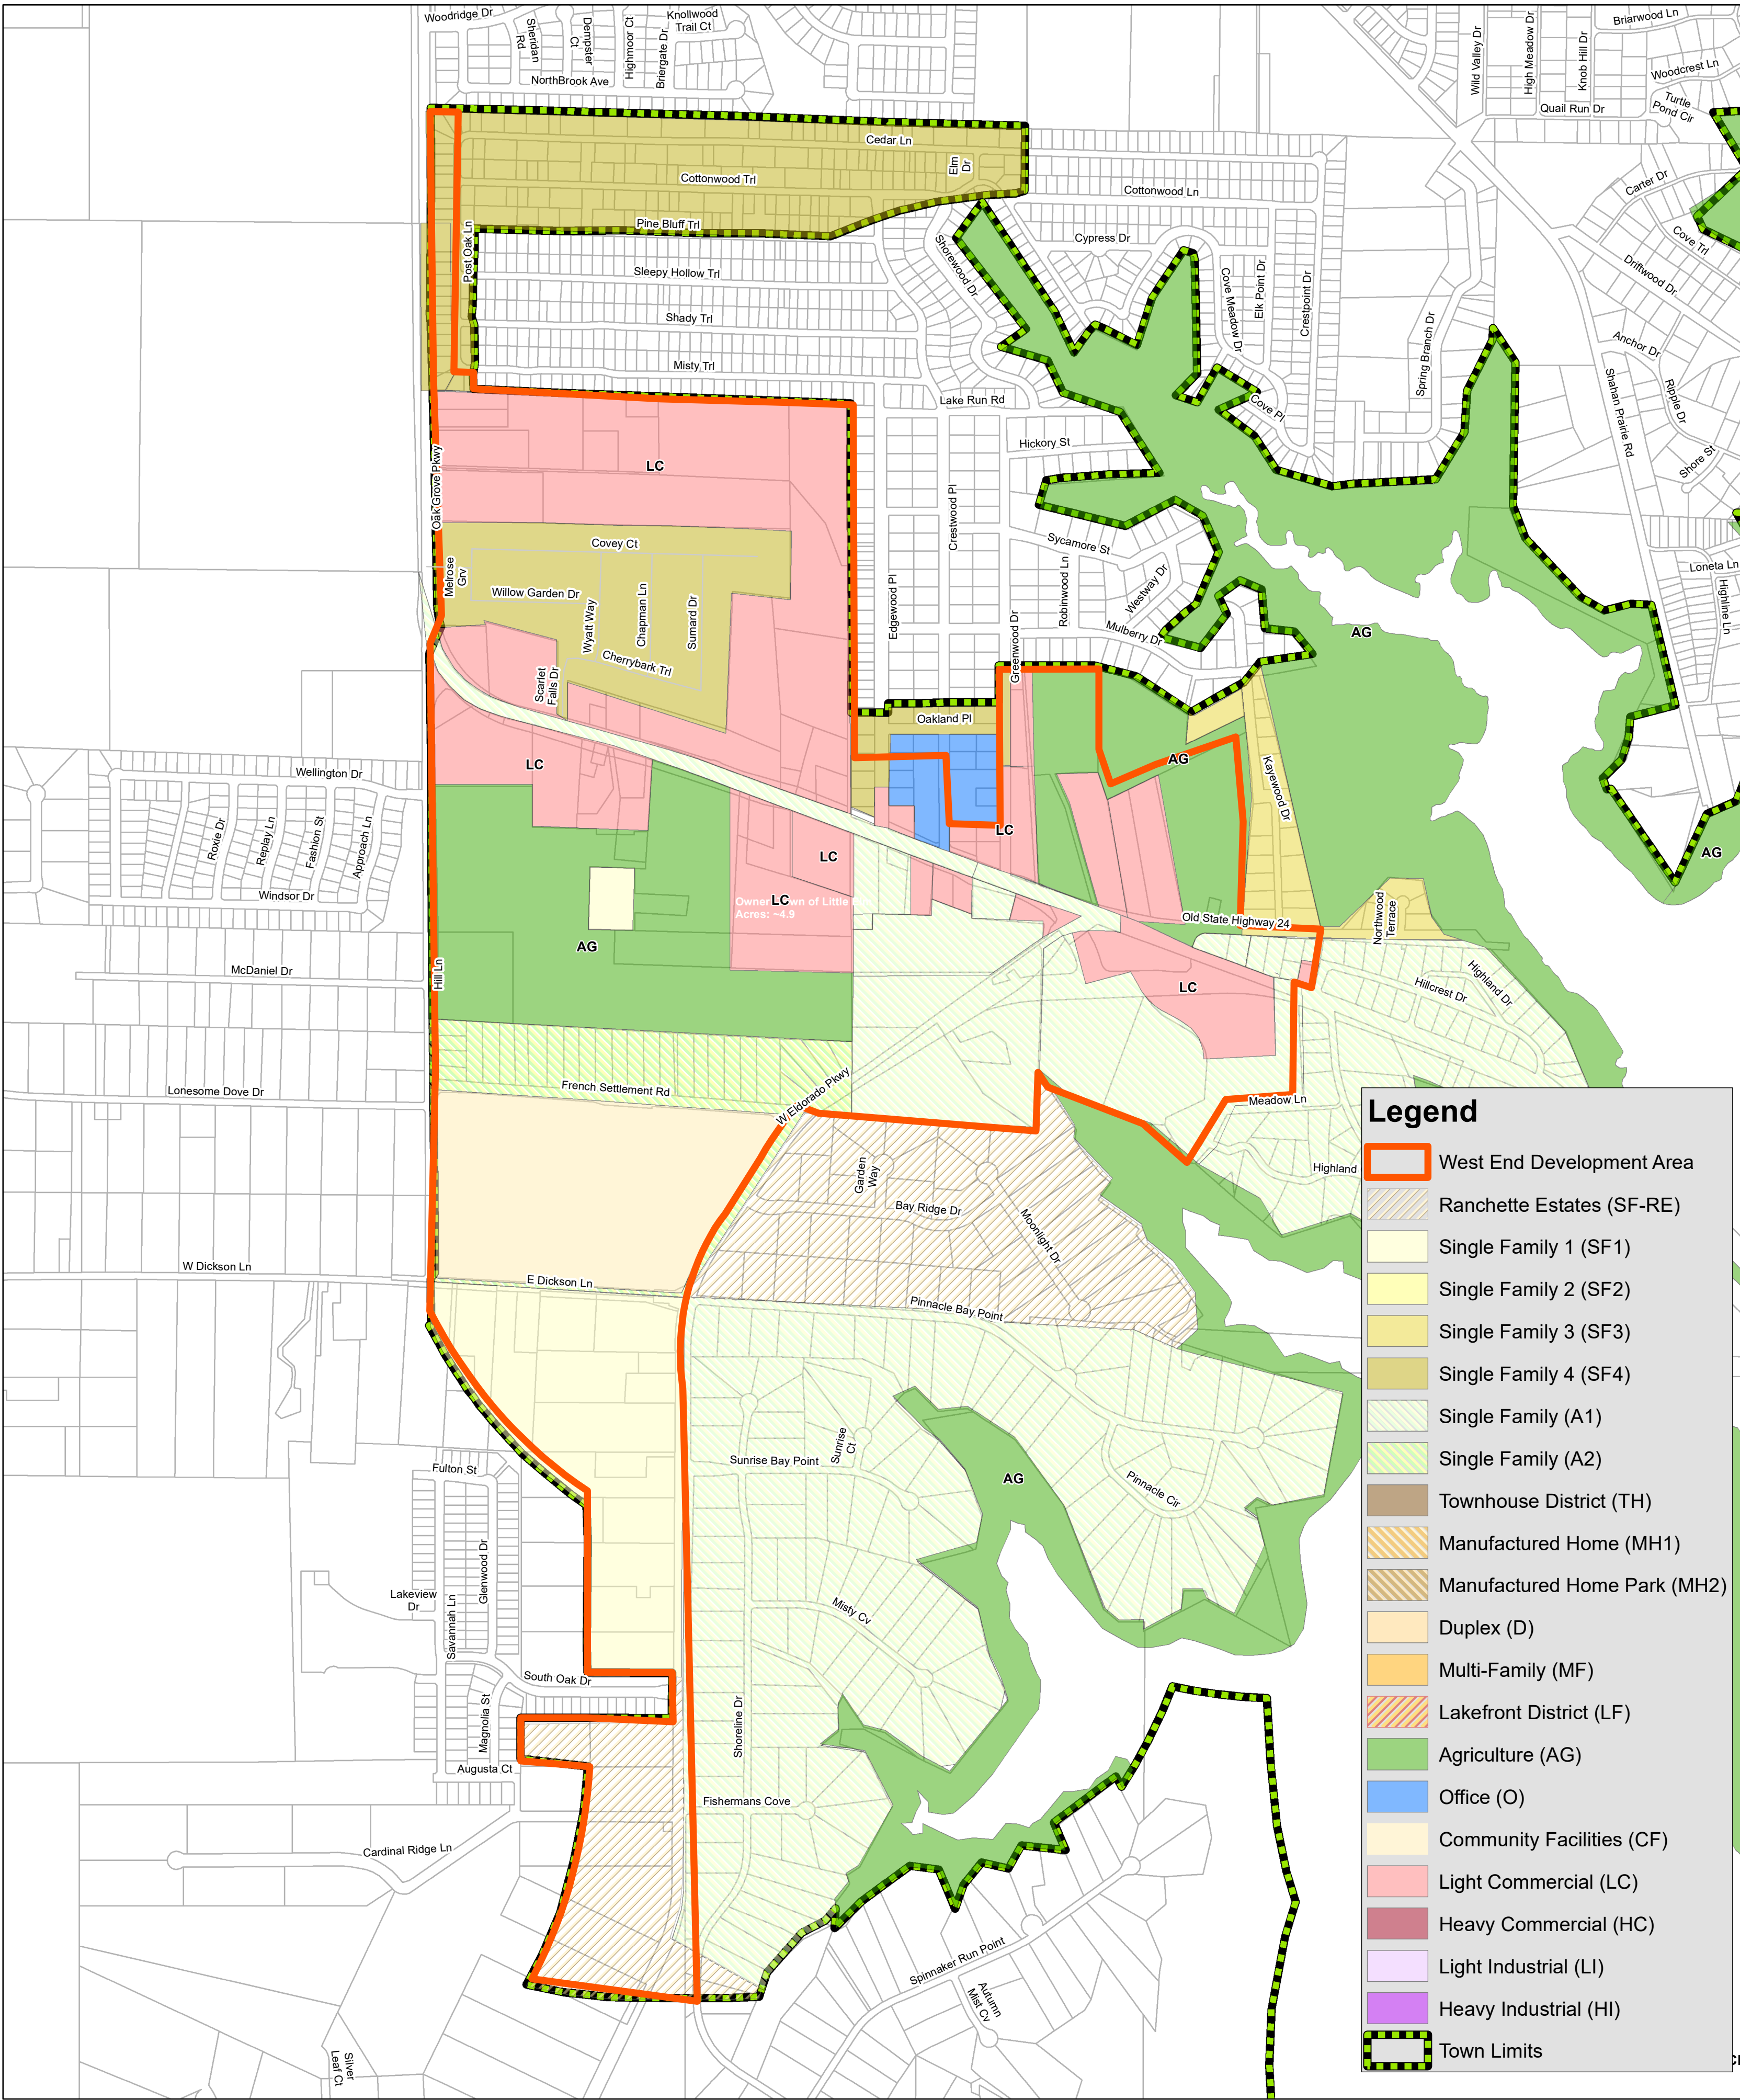 Woodridge Dr
Sheridan
Rd
Dempster
Ct
Highmoor Ct
Briergate Dr
Knollwood
Trail Ct
NorthBrook Ave
Wild Valley Dr
High Meadow Dr
Knob Hill Dr
Briarwood Ln
Woodcrest Ln
Turtle
Pond Cir
Quail Run Dr
Cedar Ln
Elm
Dr
Cottonwood Trl
Cottonwood Ln
Carter Dr
Pine Bluff Trl
Post Oak Ln
Cypress Dr
Cove Trl
Shorewood Dr
Sleepy Hollow Trl
Driftwood Dr
Cove Meadow Dr
Elk Point Dr
Crestpoint Dr
Shady Trl
Spring Branch Dr
Anchor Dr
Misty Trl
Lake Run Rd
Cove Pl
Shahan Prairie Rd
Ripple Dr
Hickory St
LC
Oak Grove Pkwy
Shore St
Crestwood Pl
Covey Ct
Sycamore St
Melrose
Grv
Willow Garden Dr
Wyatt Way
Chapman Ln
Sumard Dr
Edgewood Pl
Robinwood Ln
Westway Dr
Loneta Ln
Highline Ln
Mulberry Dr
AG
Greenwood Dr
Cherrybark Trl
Scarlet
Falls Dr
Oakland Pl
LC
AG
Wellington Dr
Kayewood Dr
Roxie Dr
Replay Ln
Fashion St
Approach Ln
LC
LC
AG
Windsor Dr
LC
Acres: ~4.9
Old State Highway 24
Northwood
Terrace
AG
McDaniel Dr
Hill Ln
LC
Hillcrest Dr
Highland Dr
Lonesome Dove Dr
French Settlement Rd
W Eldorado Pkwy
Meadow Ln
Garden
Way
Highland
Bay Ridge Dr
Moonlight Dr
W Dickson Ln
E Dickson Ln
Pinnacle Bay Point
Sunrise
Ct
Sunrise Bay Point
Fulton St
AG
Pinnacle Cir
Glenwood Dr
Lakeview
Dr
Savannah Ln
Misty Cv
South Oak Dr
Magnolia St
Shoreline Dr
Augusta Ct
Fishermans Cove
Cardinal Ridge Ln
Spinnaker Run Point
Autumn
Mist Cv
Silver
Leaf Ct
Legend
West End Development Area
Ranchette Estates (SF-RE)
Single Family 1 (SF1)
Single Family 2 (SF2)
Single Family 3 (SF3)
Single Family 4 (SF4)
Single Family (A1)
Single Family (A2)
Townhouse District (TH)
Manufactured Home (MH1)
Manufactured Home Park (MH2)
Duplex (D)
Multi-Family (MF)
Lakefront District (LF)
Agriculture (AG)
Office (O)
Community Facilities (CF)
Light Commercial (LC)
Heavy Commercial (HC)
Light Industrial (LI)
Heavy Industrial (HI)
Town Limits